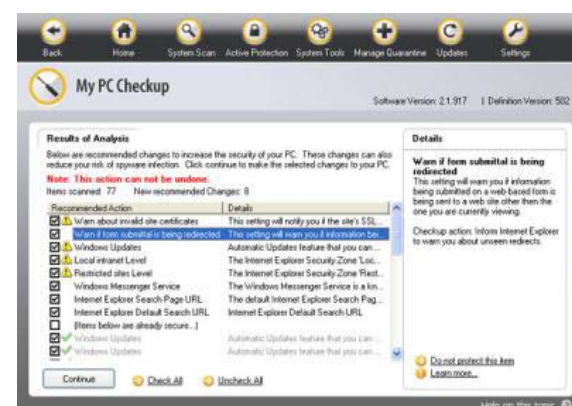 Back Home System Scan Active Protection System Tools Manage Quarantine Updates Settings
My PC Checkup
Software Version: 2.1.917 | Definition Version: 502
Results of Analysis
Below are recommended changes to increase the security of your PC. These changes can also
reduce your risk of spyware infection. Click continue to make the selected changes to your PC.
Note: This action can not be undone.
Items scanned: 77 New recommended Changes: 8
Recommended Action Details
Warn about invalid site certificates This setting will notify you if the site's SSL...
Warn if form submittal is being redirected This setting will warn you if information bei...
Windows Updates Automatic Updates feature that you can...
Local intranet Level The Internet Explorer Security Zone 'Loc...
Restricted sites Level The Internet Explorer Security Zone 'Rest...
Windows Messenger Service The Windows Messenger Service is a kn...
Internet Explorer Search Page URL The default Internet Explorer Search Pag...
Internet Explorer Default Search URL Internet Explorer Default Search URL
[Items below are already secure...]
Windows Updates Automatic Updates feature that you can...
Windows Updates Automatic Updates feature that you can...
Continue Check All Uncheck All
Details
Warn if form submittal is being
redirected
This setting will warn you if information
being submitted on a web-based form is
being sent to a web site other then the
one you are currently viewing.
Checkup action: Inform Internet Explorer
to warn you about unseen redirects.
Do not protect this item
Learn more...
Help on this topic